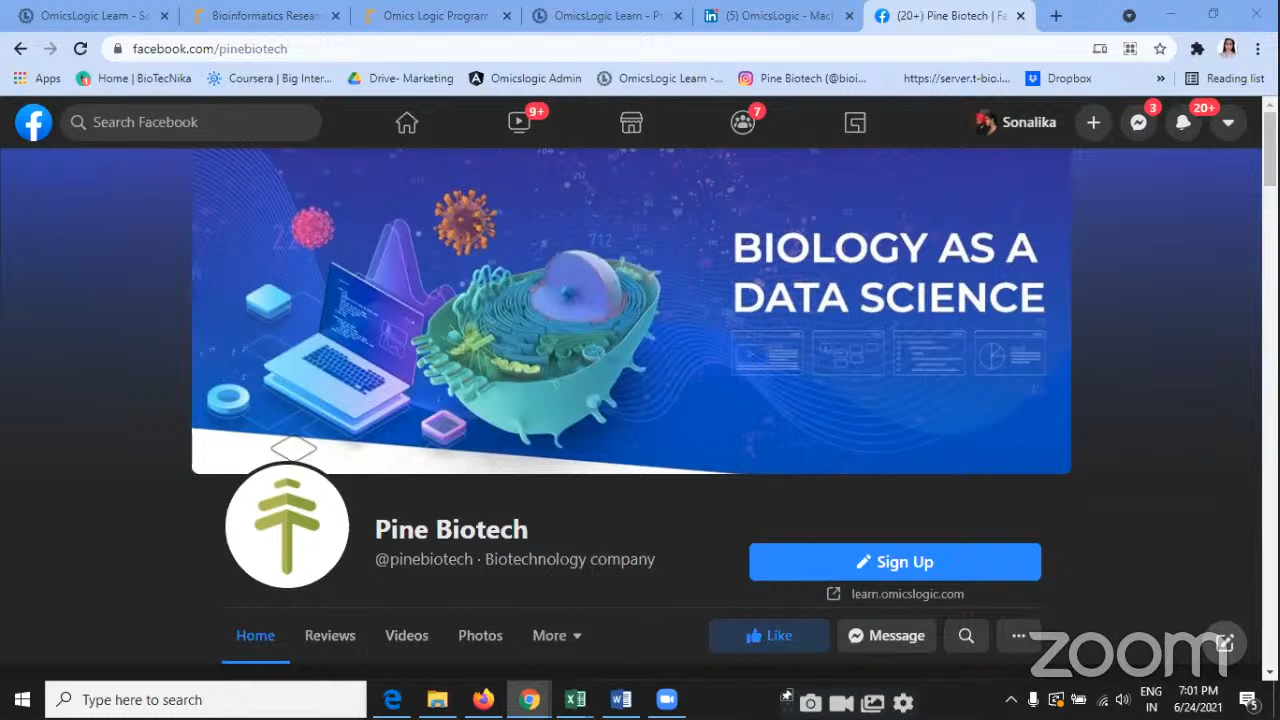 OmicsLogic Learn - So
Bioinformatics Resear
Omics Logic Program
OmicsLogic Learn - Pr
(5) OmicsLogic - Mac
(20+) Pine Biotech | Fa
facebook.com/pinebiotech
Apps
Home | BioTecNika
Coursera | Big Inter...
Drive- Marketing
Omicslogic Admin
OmicsLogic Learn -...
Pine Biotech (@bioi...
https://server.t-bio.i...
Dropbox
»
Reading list
Search Facebook
9+
7
Sonalika
3
20+
BIOLOGY AS A
DATA SCIENCE
Pine Biotech
@pinebiotech · Biotechnology company
Sign Up
learn.omicslogic.com
Home
Reviews
Videos
Photos
More
Like
Message
zoom
Type here to search
ENG
IN
7:01 PM
6/24/2021
5